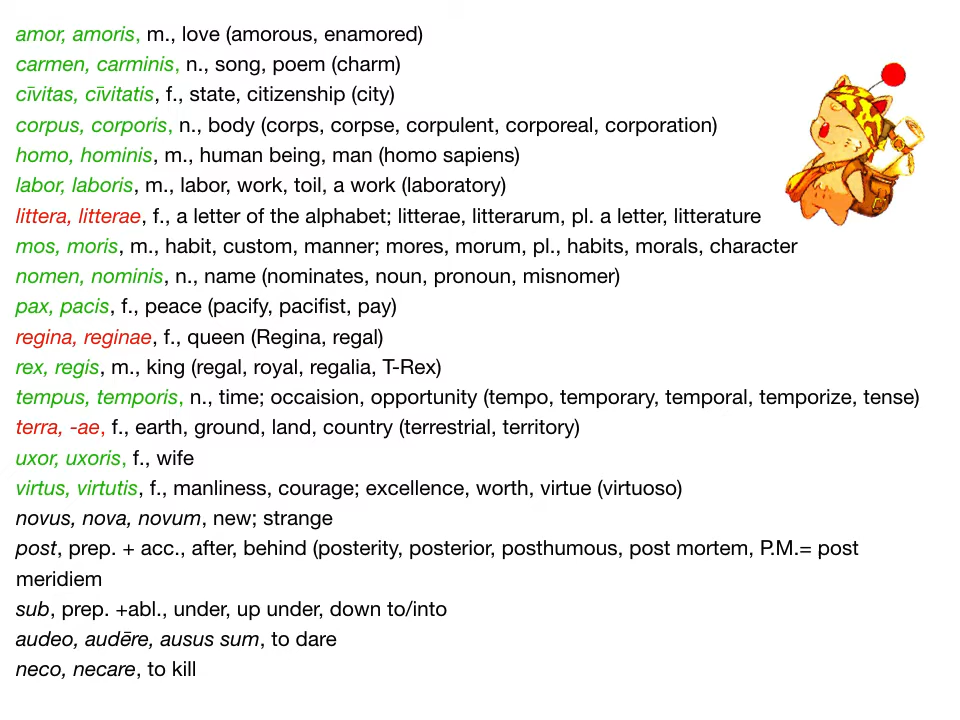 amor, amoris, m., love (amorous, enamored)
carmen, carminis, n., song, poem (charm)
cīvitas, cīvitatis, f., state, citizenship (city)
corpus, corporis, n., body (corps, corpse, corpulent, corporeal, corporation)
homo, hominis, m., human being, man (homo sapiens)
labor, laboris, m., labor, work, toil, a work (laboratory)
littera, litterae, f., a letter of the alphabet; litterae, litterarum, pl. a letter, litterature
mos, moris, m., habit, custom, manner; mores, morum, pl., habits, morals, character
nomen, nominis, n., name (nominates, noun, pronoun, misnomer)
pax, pacis, f., peace (pacify, pacifist, pay)
regina, reginae, f., queen (Regina, regal)
rex, regis, m., king (regal, royal, regalia, T-Rex)
tempus, temporis, n., time; occaision, opportunity (tempo, temporary, temporal, temporize, tense)
terra, -ae, f., earth, ground, land, country (terrestrial, territory)
uxor, uxoris, f., wife
virtus, virtutis, f., manliness, courage; excellence, worth, virtue (virtuoso)
novus, nova, novum, new; strange
post, prep. + acc., after, behind (posterity, posterior, posthumous, post mortem, P.M.= post
meridiem
sub, prep. +abl., under, up under, down to/into
audeo, audēre, ausus sum, to dare
neco, necare, to kill